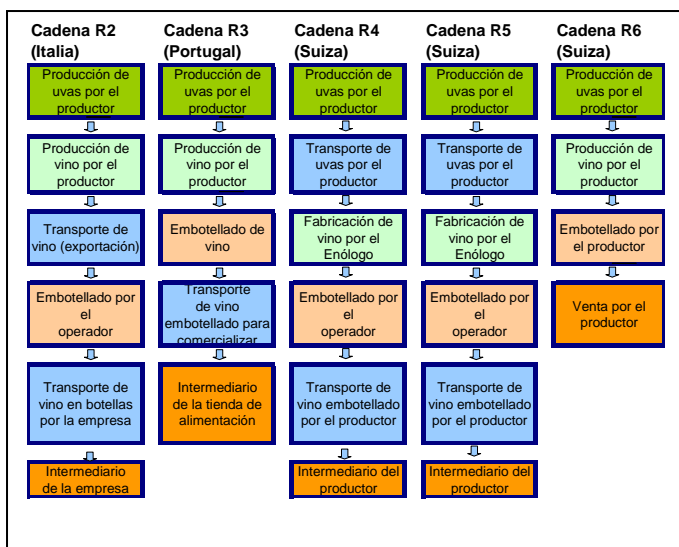 Cadena R2
(Italia)
Producción de
uvas por el
productor
Producción de
vino por el
productor
Transporte de
vino (exportación)
Embotellado por
el
operador
Transporte de
vino en botellas
por la empresa
Intermediario
de la empresa
Cadena R3
(Portugal)
Producción de
uvas por el
productor
Producción de
vino por el
productor
Embotellado de
vino
Transporte
de vino
embotellado para
comercializar
Intermediario
de la tienda de
alimentación
Cadena R4
(Suiza)
Producción de
uvas por el
productor
Transporte de
uvas por el
productor
Fabricación de
vino por el
Enólogo
Embotellado por
el
operador
Transporte de
vino embotellado
por el productor
Intermediario del
productor
Cadena R5
(Suiza)
Producción de
uvas por el
productor
Transporte de
uvas por el
productor
Fabricación de
vino por el
Enólogo
Embotellado por
el
operador
Transporte de
vino embotellado
por el productor
Intermediario del
productor
Cadena R6
(Suiza)
Producción de
uvas por el
productor
Producción de
vino por el
productor
Embotellado por
el productor
Venta por el
productor